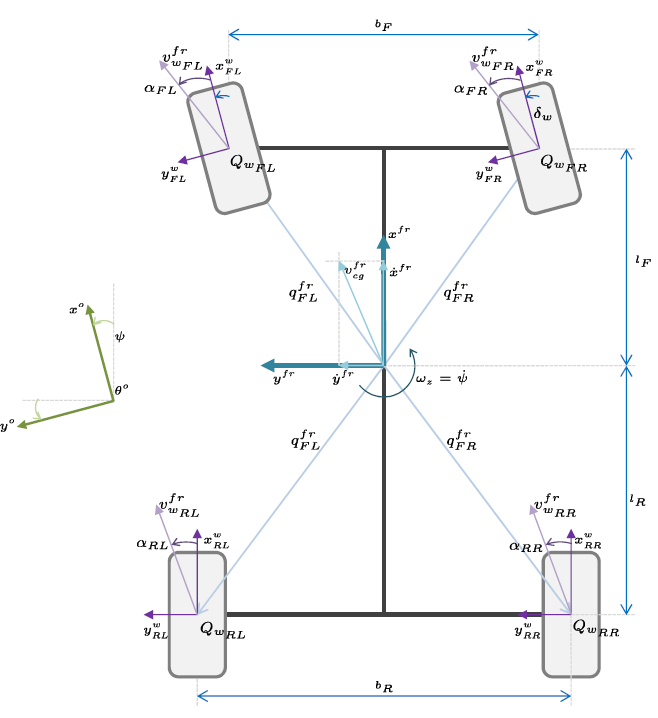 b_F
v^{fr}_{w_{FL}}
x^w_{FL}
v^{fr}_{w_{FR}}
x^w_{FR}
α_{FL}
α_{FR}
δ_w
Q_{w_{FL}}
Q_{w_{FR}}
y^w_{FL}
y^w_{FR}
x^{fr}
l_F
v^{fr}_{cg}
ẋ^{fr}
q^{fr}_{FL}
q^{fr}_{FR}
x^o
ψ
y^{fr}
ẏ^{fr}
ω_z = ψ̇
θ^o
y^o
q^{fr}_{FL}
q^{fr}_{FR}
l_R
v^{fr}_{w_{RL}}
v^{fr}_{w_{RR}}
α_{RL}
x^w_{RL}
α_{RR}
x^w_{RR}
y^w_{RL}
Q_{w_{RL}}
y^w_{RR}
Q_{w_{RR}}
b_R